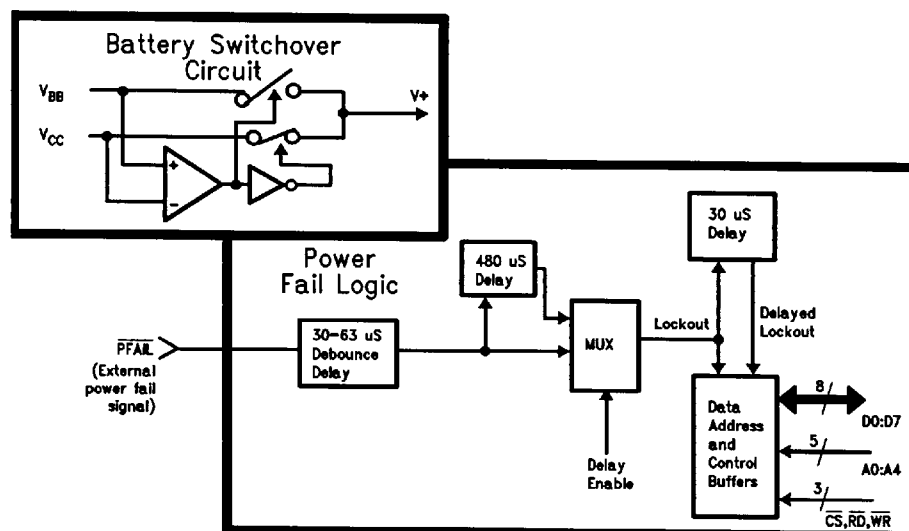 Battery Switchover
Circuit
VBB
VCC
V+
+
−
Power
Fail Logic
PFAIL
(External
power fail
signal)
30-63 uS
Debounce
Delay
480 uS
Delay
MUX
Delay
Enable
Lockout
30 uS
Delay
Delayed
Lockout
Data
Address
and
Control
Buffers
8
D0:D7
5
A0:A4
3
CS,RD,WR